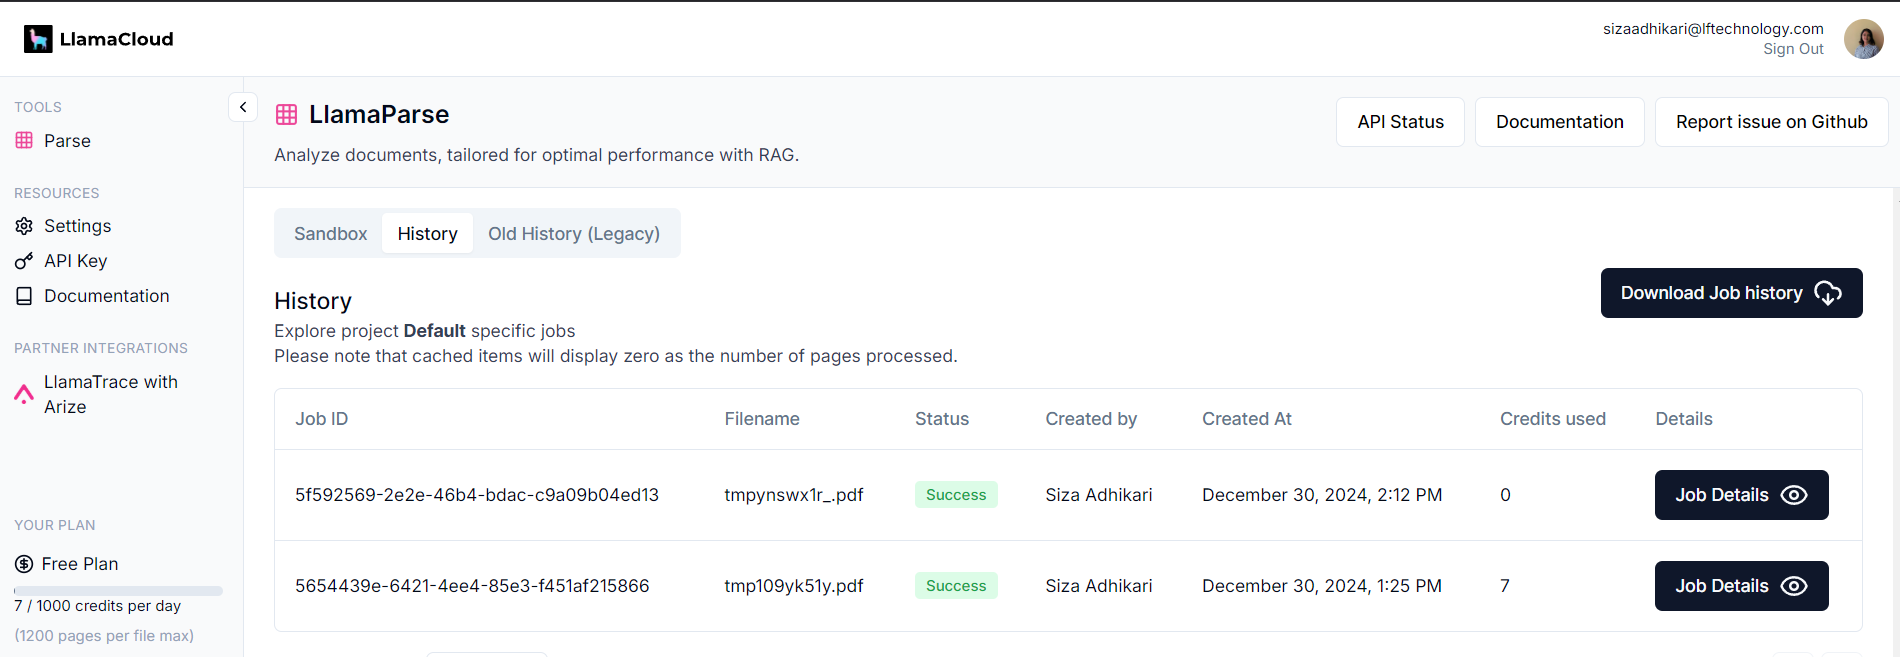 LlamaCloud
sizaadhikari@lftechnology.com
Sign Out
TOOLS
Parse
RESOURCES
Settings
API Key
Documentation
PARTNER INTEGRATIONS
LlamaTrace with
Arize
YOUR PLAN
Free Plan
7 / 1000 credits per day
(1200 pages per file max)
LlamaParse
Analyze documents, tailored for optimal performance with RAG.
API Status
Documentation
Report issue on Github
Sandbox
History
Old History (Legacy)
History
Explore project Default specific jobs
Please note that cached items will display zero as the number of pages processed.
Download Job history
Job ID Filename Status Created by Created At Credits used Details
5f592569-2e2e-46b4-bdac-c9a09b04ed13 tmpynswx1r_.pdf Success Siza Adhikari December 30, 2024, 2:12 PM 0 Job Details
5654439e-6421-4ee4-85e3-f451af215866 tmp109yk51y.pdf Success Siza Adhikari December 30, 2024, 1:25 PM 7 Job Details